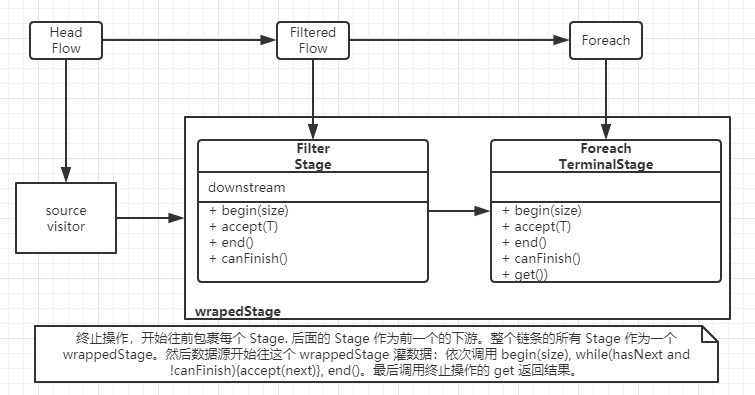 Head
Flow
Filtered
Flow
Foreach
source
visitor
Filter
Stage
downstream
+ begin(size)
+ accept(T)
+ end()
+ canFinish()
Foreach
TerminalStage
+ begin(size)
+ accept(T)
+ end()
+ canFinish()
+ get())
wrapedStage
终止操作，开始往前包裹每个 Stage. 后面的 Stage 作为前一个的下游。整个链条的所有 Stage 作为一个
wrappedStage。然后数据源开始往这个 wrappedStage 灌数据：依次调用 begin(size), while(hasNext and
!canFinish){accept(next)}, end()。最后调用终止操作的 get 返回结果。